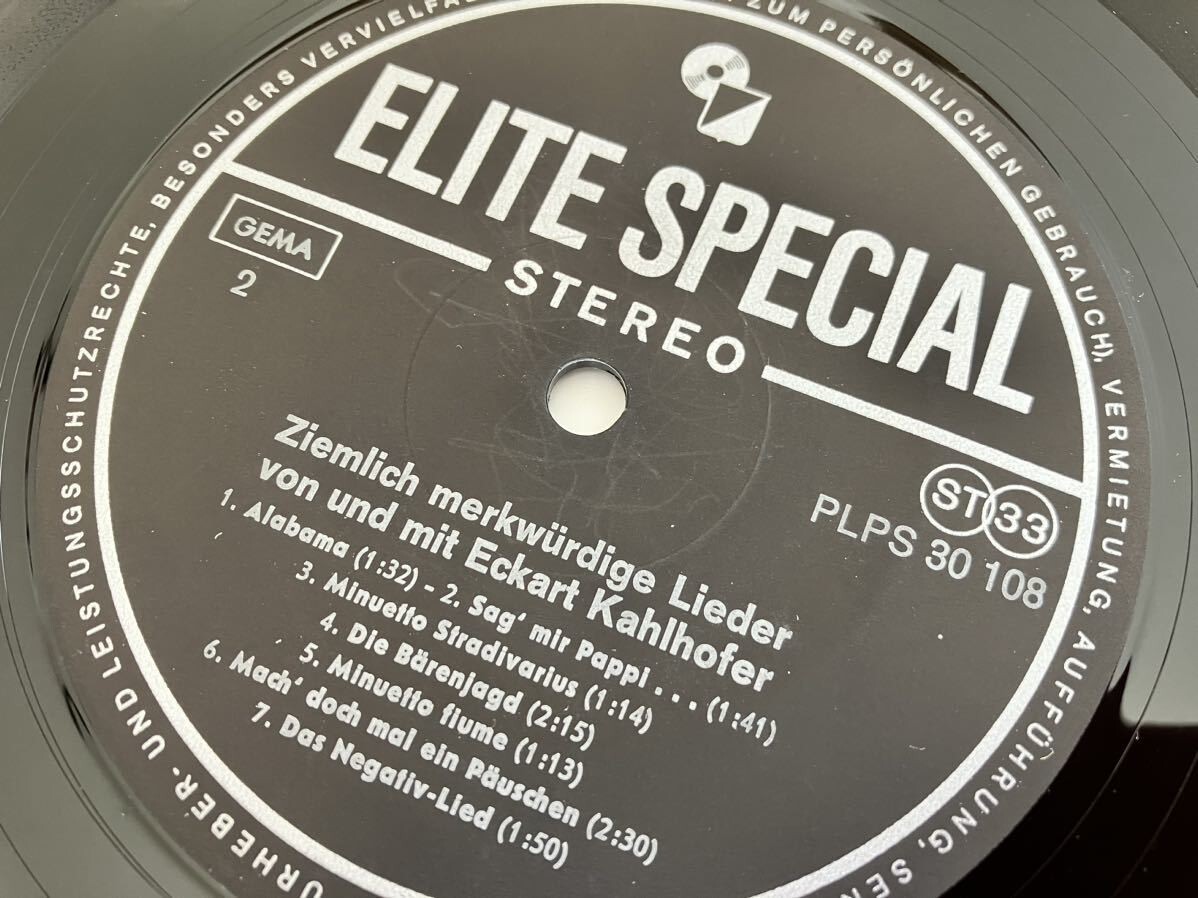 ELITE SPECIAL
STEREO
GEMA
2
ST 33
PLPS 30 108
Ziemlich merkwürdige Lieder
von und mit Eckart Kahlhofer
1. Alabama (1:32) - 2. Sag' mir Pappi . . . (1:41)
3. Minuetto Stradivarius (1:14)
4. Die Bärenjagd (2:15)
5. Minuetto fiume (1:13)
6. Mach' doch mal ein Päuschen (2:30)
7. Das Negativ-Lied (1:50)
URHEBER- UND LEISTUNGSSCHUTZRECHTE, BESONDERS
ZUM PERSÖNLICHEN GEBRAUCH), VERMIETUNG, AUFFÜHRUNG,